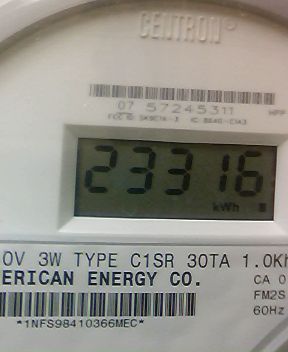 CENTRON®
07 57245311
23316
kWh
0V 3W TYPE C1SR 30TA 1.0Kh
ERICAN ENERGY CO.
CA 0
FM2S
60Hz
*1NFS98410366MEC*